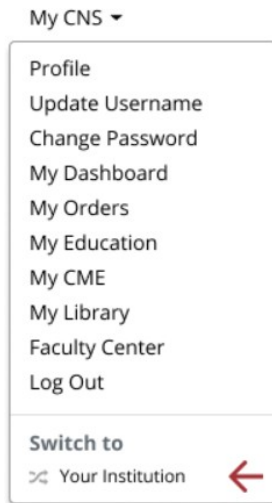 My CNS
Profile
Update Username
Change Password
My Dashboard
My Orders
My Education
My CME
My Library
Faculty Center
Log Out
Switch to
Your Institution